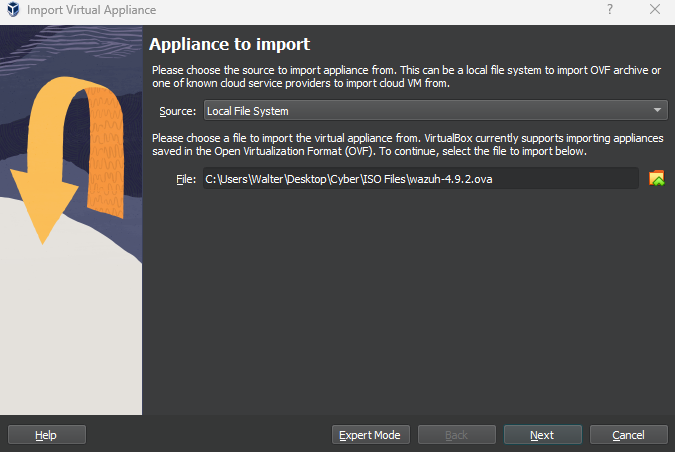 Import Virtual Appliance
?
Appliance to import
Please choose the source to import appliance from. This can be a local file system to import OVF archive or
one of known cloud service providers to import cloud VM from.
Source: Local File System
Please choose a file to import the virtual appliance from. VirtualBox currently supports importing appliances
saved in the Open Virtualization Format (OVF). To continue, select the file to import below.
File: C:\Users\Walter\Desktop\Cyber\ISO Files\wazuh-4.9.2.ova
Help Expert Mode Back Next Cancel